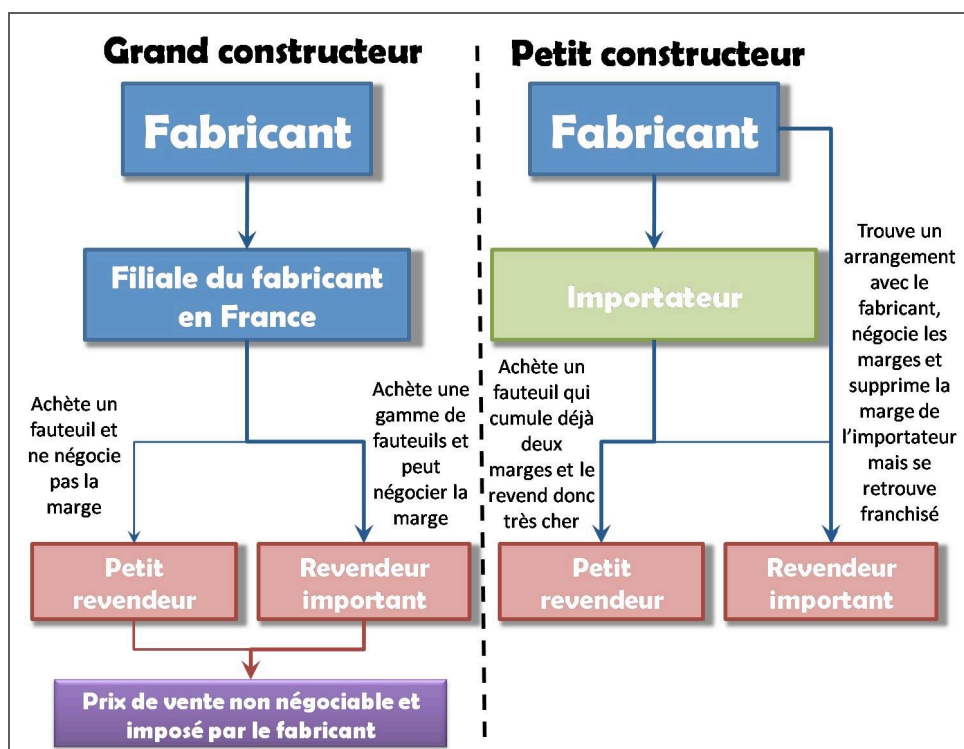 Grand constructeur
Fabricant
Filiale du fabricant
en France
Achète un
fauteuil et
ne négocie
pas la
marge
Achète une
gamme de
fauteuils et
peut
négocier la
marge
Petit
revendeur
Revendeur
important
Prix de vente non négociable et
imposé par le fabricant
Petit constructeur
Fabricant
Importateur
Achète un
fauteuil qui
cumule déjà
deux
marges et le
revend donc
très cher
Trouve un
arrangement
avec le
fabricant,
négocie les
marges et
supprime la
marge de
l'importateur
mais se
retrouve
franchisé
Petit
revendeur
Revendeur
important